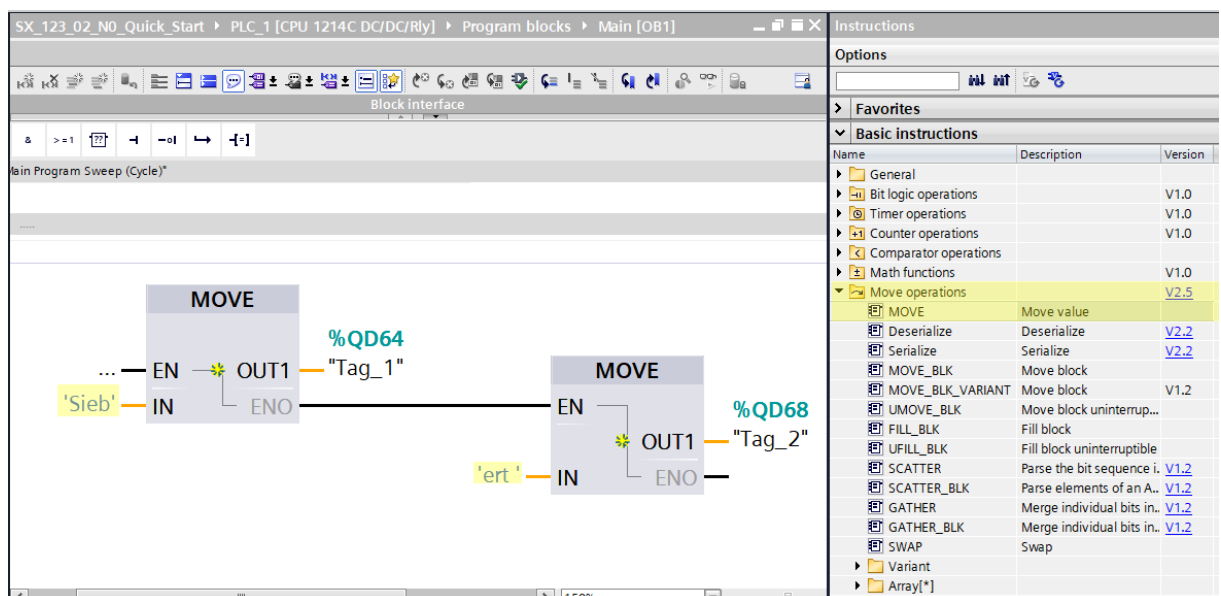 SX_123_02_N0_Quick_Start ▸ PLC_1 [CPU 1214C DC/DC/Rly] ▸ Program blocks ▸ Main [OB1]
Block interface
& >=1 ?? ⊣ -o| ↦ -[=]
Main Program Sweep (Cycle)*
.....
MOVE
%QD64
... EN OUT1 "Tag_1"
'Sieb' IN ENO
MOVE
EN
%QD68
OUT1 "Tag_2"
'ert ' IN ENO
150%
Instructions
Options
Favorites
Basic instructions
Name Description Version
General
Bit logic operations V1.0
Timer operations V1.0
Counter operations V1.0
Comparator operations
Math functions V1.0
Move operations V2.5
MOVE Move value
Deserialize Deserialize V2.2
Serialize Serialize V2.2
MOVE_BLK Move block
MOVE_BLK_VARIANT Move block V1.2
UMOVE_BLK Move block uninterrup...
FILL_BLK Fill block
UFILL_BLK Fill block uninterruptible
SCATTER Parse the bit sequence i. V1.2
SCATTER_BLK Parse elements of an A.. V1.2
GATHER Merge individual bits in.. V1.2
GATHER_BLK Merge individual bits in.. V1.2
SWAP Swap
Variant
Array[*]